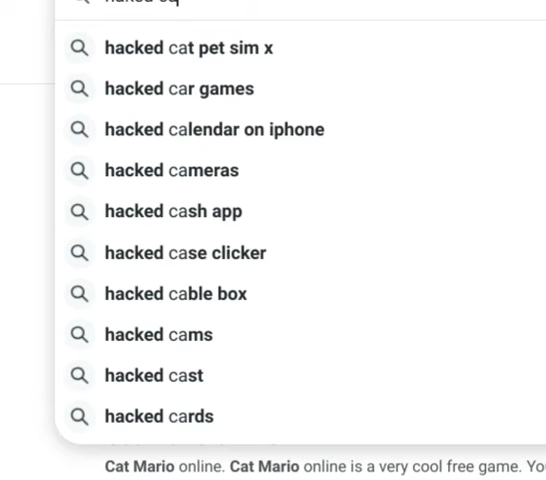 hacked cat pet sim x
hacked car games
hacked calendar on iphone
hacked cameras
hacked cash app
hacked case clicker
hacked cable box
hacked cams
hacked cast
hacked cards
Cat Mario online. Cat Mario online is a very cool free game. Yo